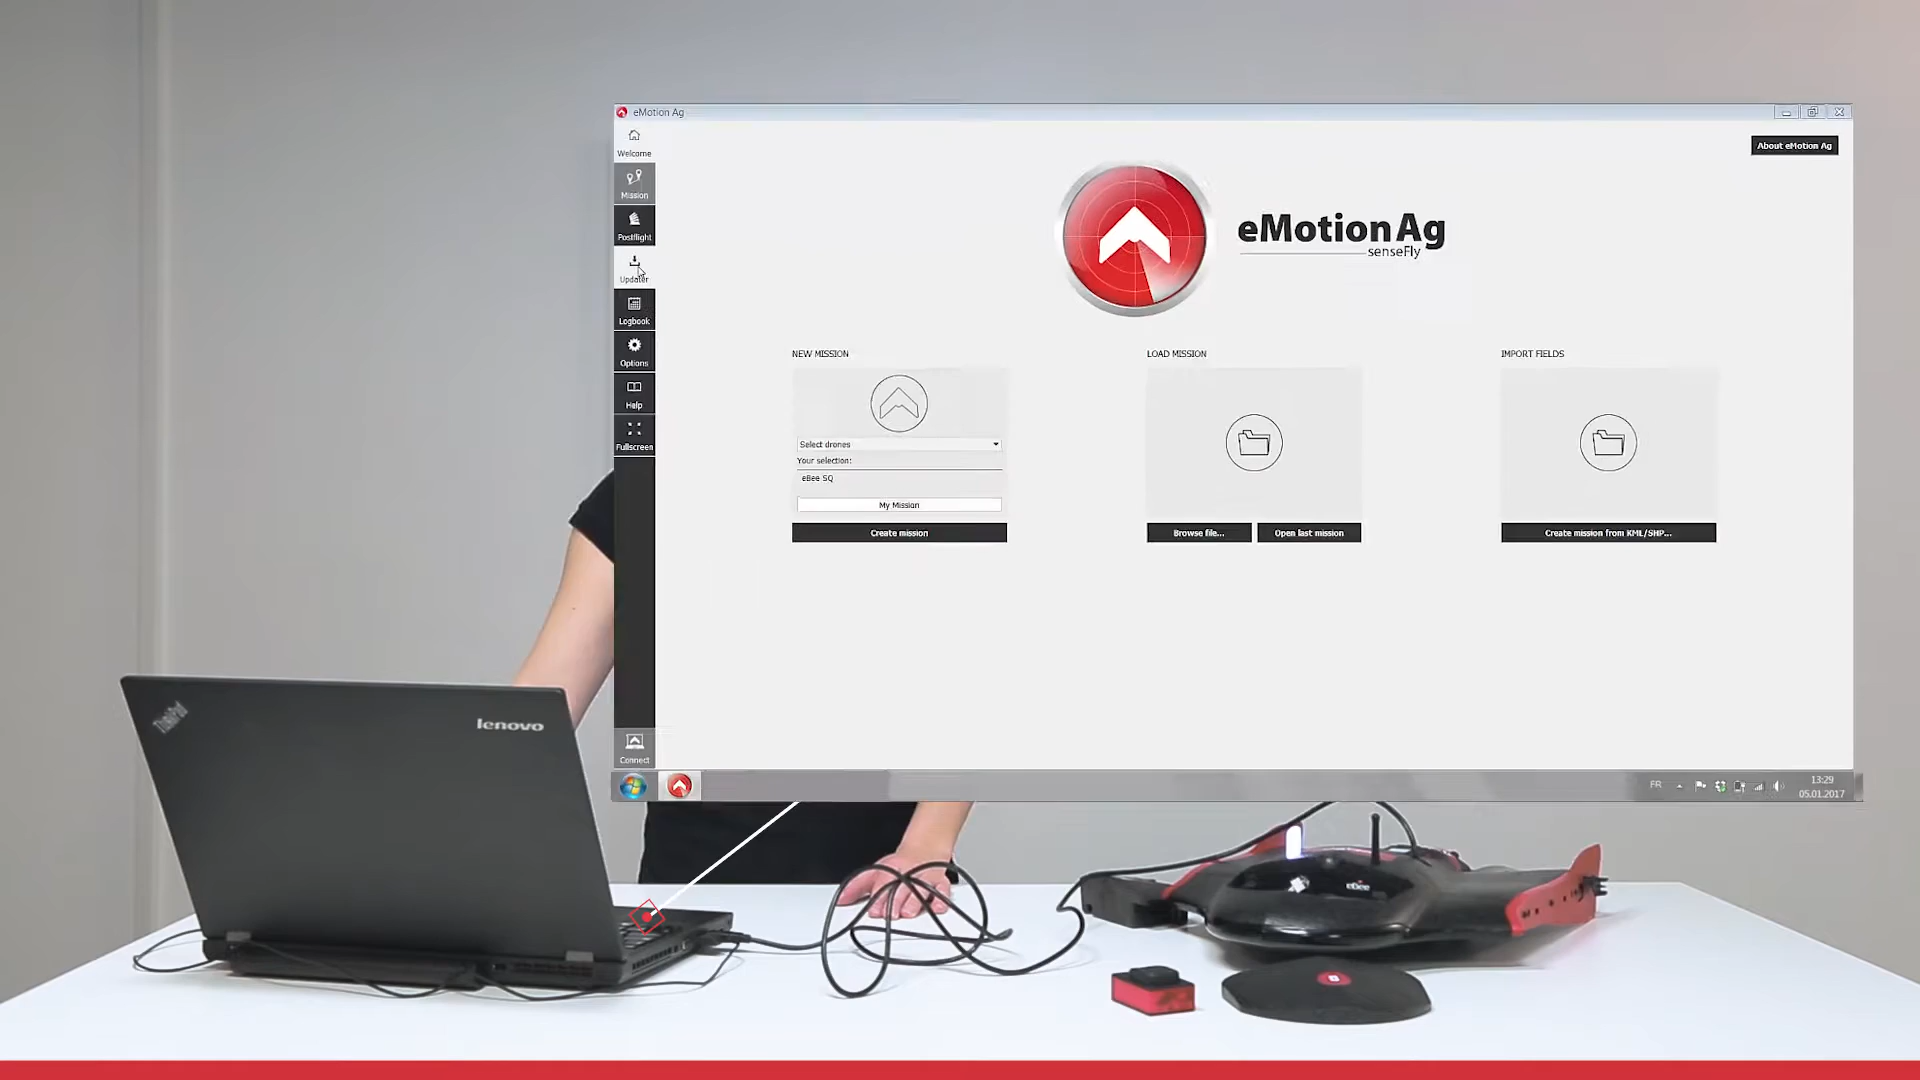 eMotion Ag
Welcome
Mission
Postflight
Updater
Logbook
Options
Help
Fullscreen
Connect
About eMotion Ag
eMotion Ag
senseFly
NEW MISSION
Select drones
Your selection:
eBee SQ
My Mission
Create mission
LOAD MISSION
Browse file...
Open last mission
IMPORT FIELDS
Create mission from KML/SHP...
FR
13:29
05.01.2017
ThinkPad
lenovo
eBee